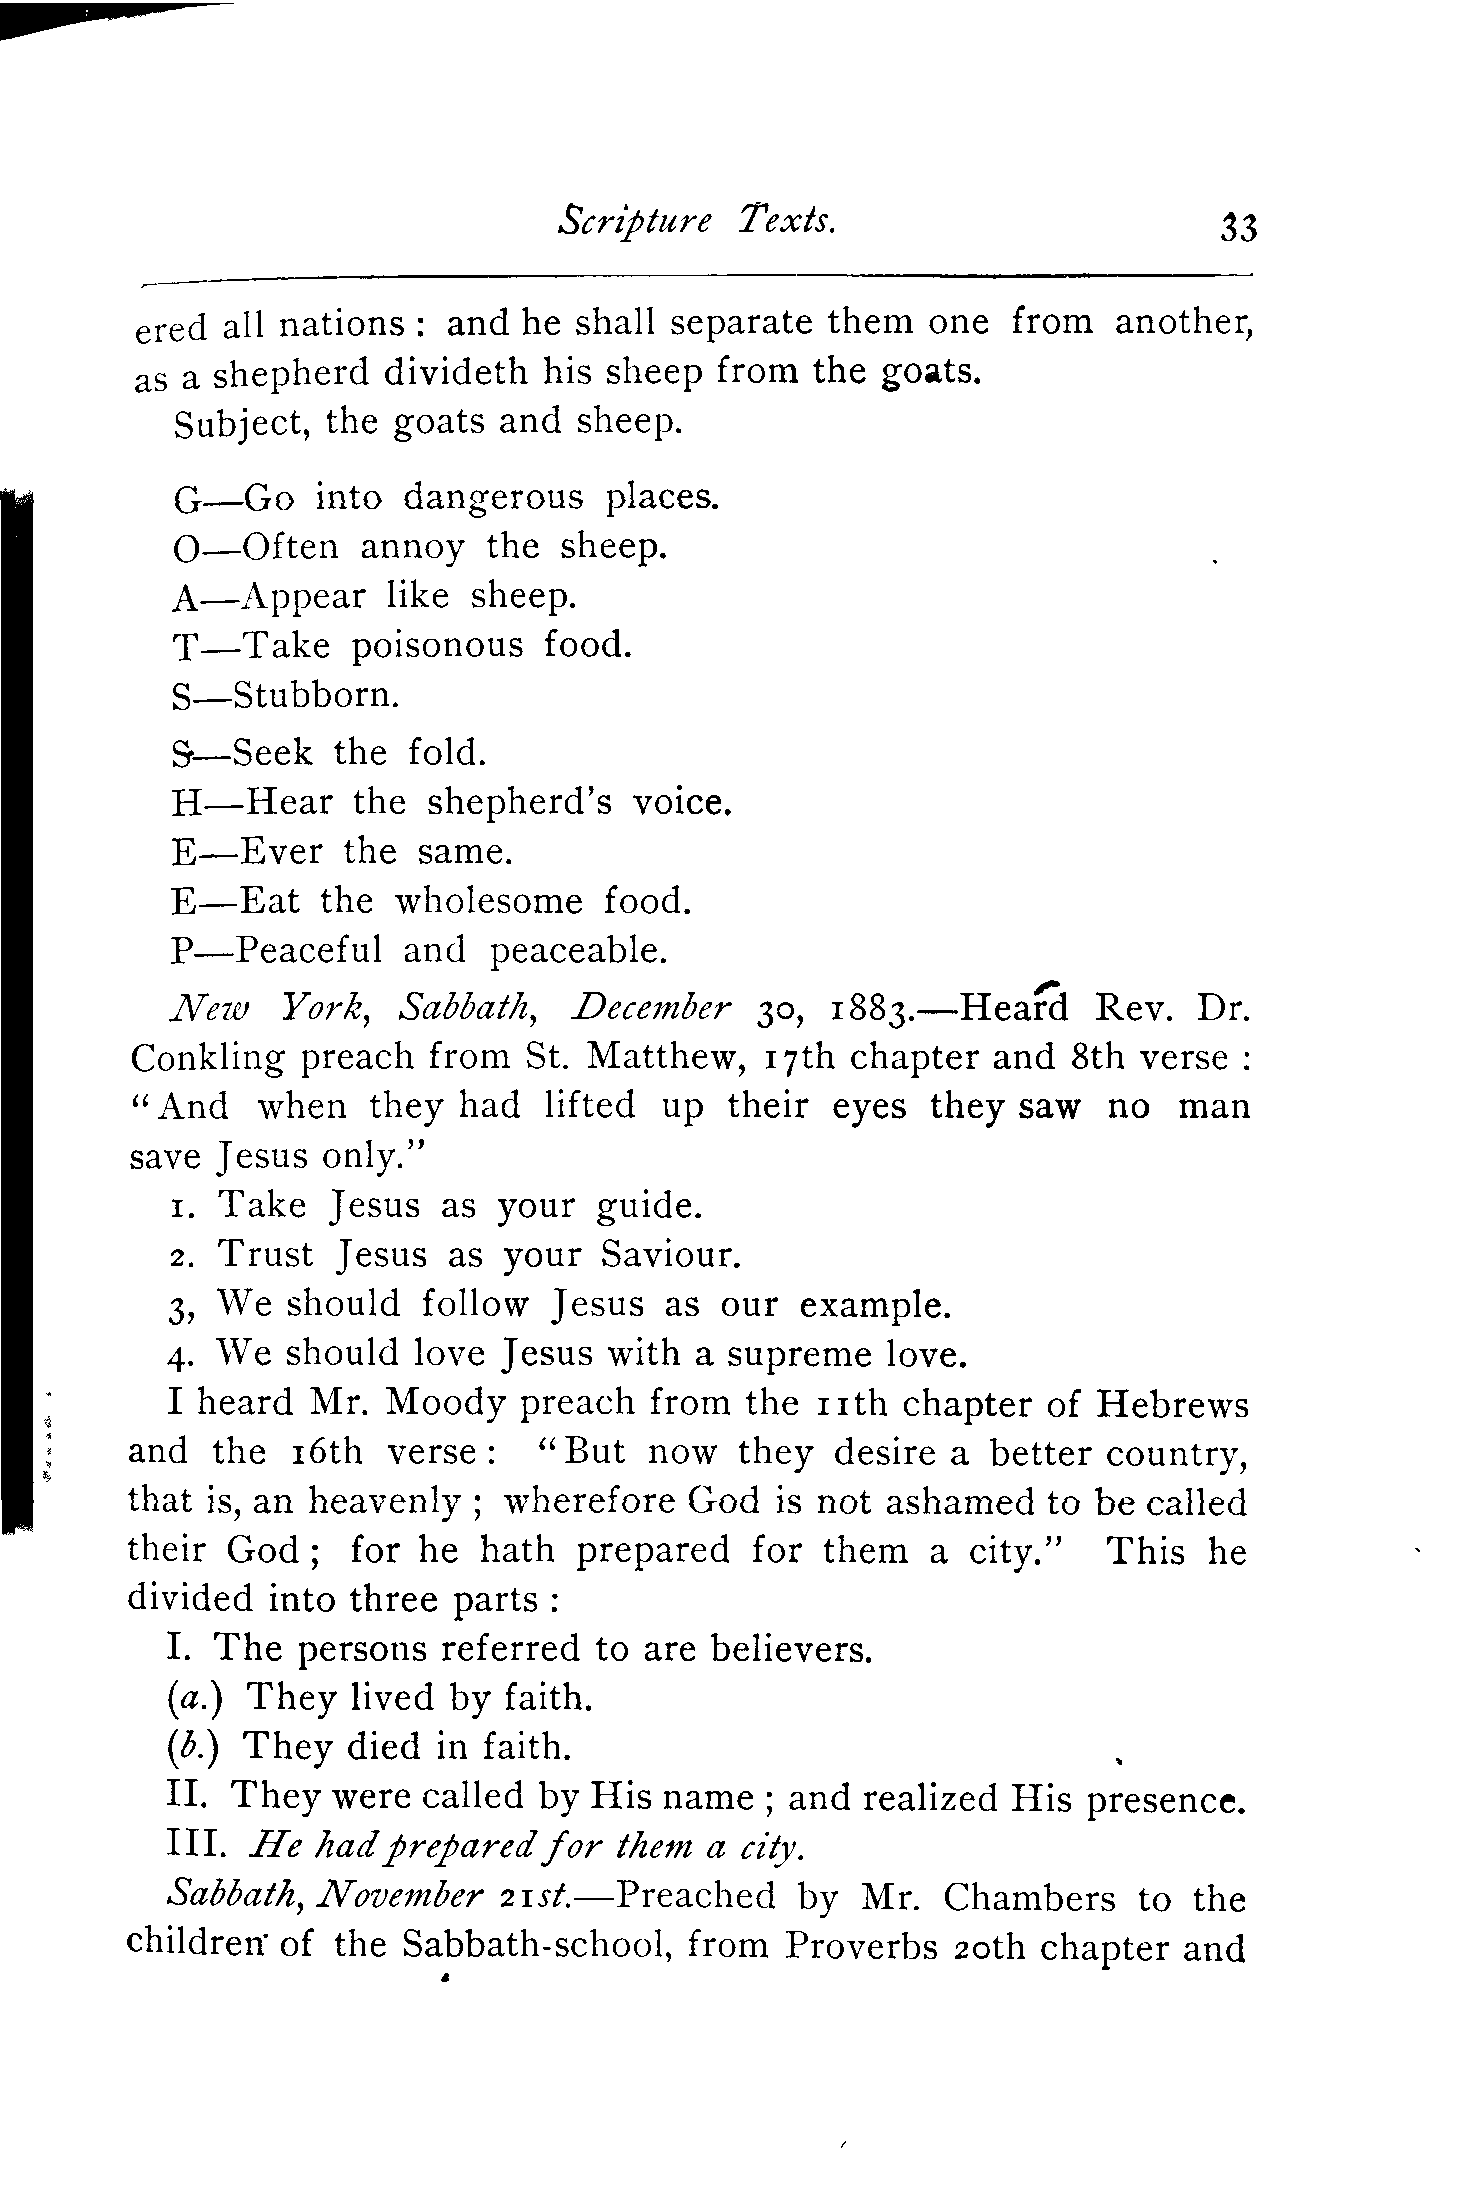 Scripture Texts. 33
ered all nations : and he shall separate them one from another,
as a shepherd divideth his sheep from the goats.
Subject, the goats and sheep.
G—Go into dangerous places.
O—Often annoy the sheep.
A—Appear like sheep.
T—Take poisonous food.
S—Stubborn.
S—Seek the fold.
H—Hear the shepherd's voice.
E—Ever the same.
E—Eat the wholesome food.
P—Peaceful and peaceable.
New York, Sabbath, December 30, 1883.—Heard Rev. Dr.
Conkling preach from St. Matthew, 17th chapter and 8th verse :
“And when they had lifted up their eyes they saw no man
save Jesus only.”
1. Take Jesus as your guide.
2. Trust Jesus as your Saviour.
3, We should follow Jesus as our example.
4. We should love Jesus with a supreme love.
I heard Mr. Moody preach from the 11th chapter of Hebrews
and the 16th verse : “But now they desire a better country,
that is, an heavenly ; wherefore God is not ashamed to be called
their God ; for he hath prepared for them a city.” This he
divided into three parts :
I. The persons referred to are believers.
(a.) They lived by faith.
(b.) They died in faith.
II. They were called by His name ; and realized His presence.
III. He had prepared for them a city.
Sabbath, November 21st.—Preached by Mr. Chambers to the
children of the Sabbath-school, from Proverbs 20th chapter and